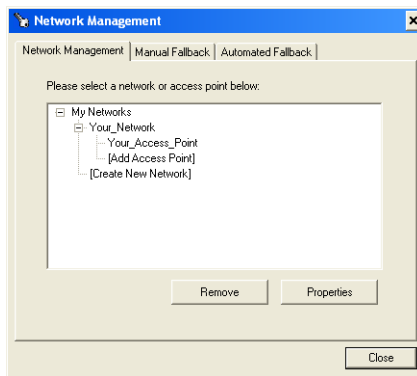 Network Management
Network Management Manual Fallback Automated Fallback
Please select a network or access point below:
My Networks
Your_Network
Your_Access_Point
[Add Access Point]
[Create New Network]
Remove Properties
Close